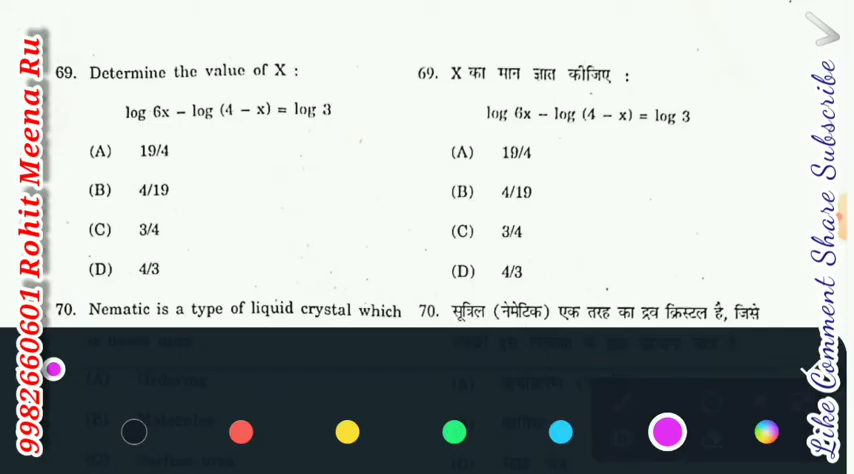 9982660601 Rohit Meena Ru
69. Determine the value of X :
log 6x – log (4 – x) = log 3
(A) 19/4
(B) 4/19
(C) 3/4
(D) 4/3
70. Nematic is a type of liquid crystal which
69. X का मान ज्ञात कीजिए :
log 6x – log (4 – x) = log 3
(A) 19/4
(B) 4/19
(C) 3/4
(D) 4/3
70. सूत्रिल (नेमेटिक) एक तरह का द्रव क्रिस्टल है, जिसे
(A) Ordering
(B)
(C)
Like Comment Share Subscribe